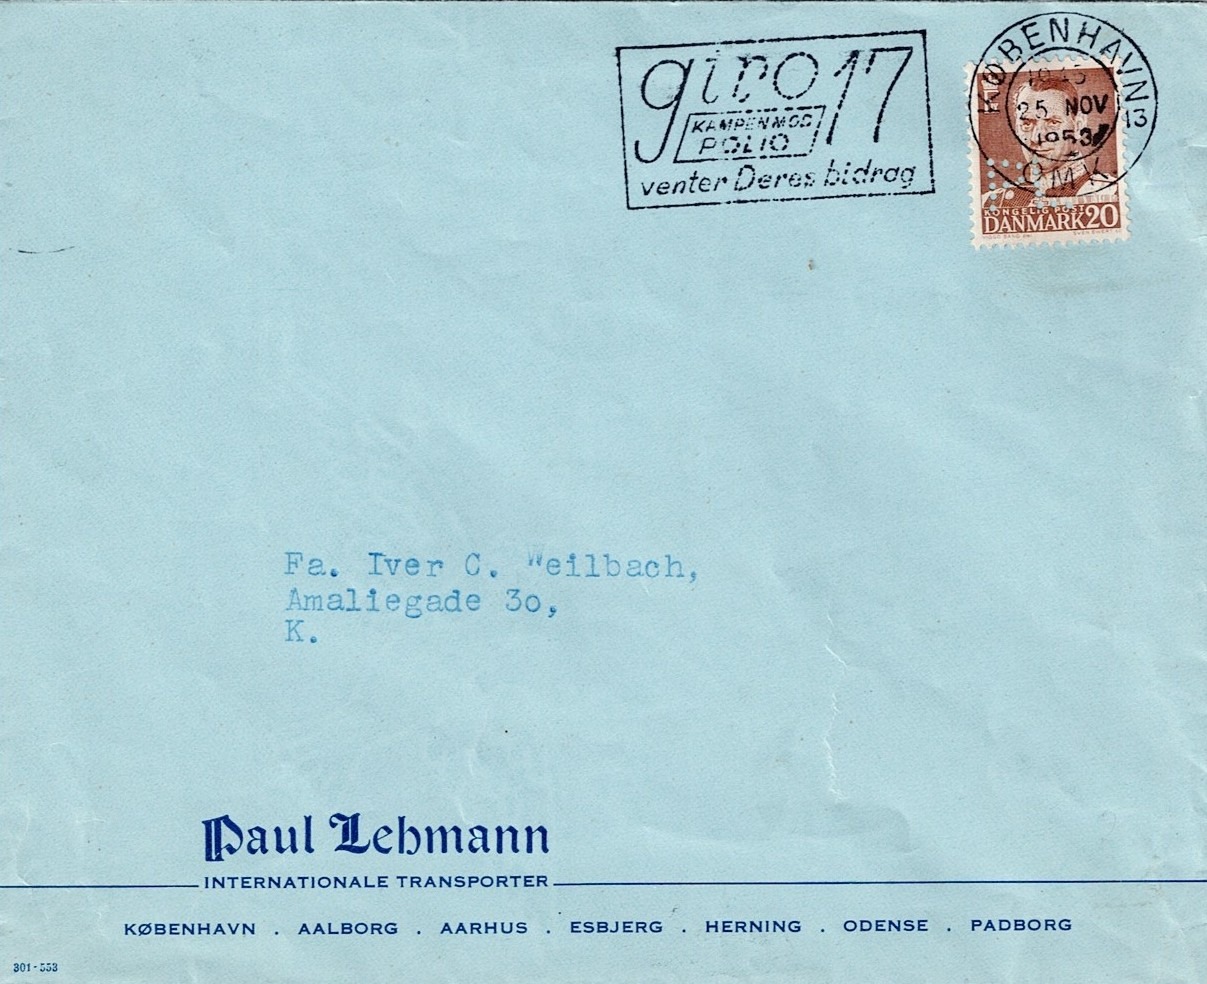 giro 17
KAMPEN MOD
POLIO
venter Deres bidrag
KØBENHAVN
25 NOV
1953
13
OMK
KONGELIG POST
DANMARK 20
Fa. Iver C. Weilbach,
Amaliegade 3o,
K.
Paul Lehmann
INTERNATIONALE TRANSPORTER
KØBENHAVN . AALBORG . AARHUS . ESBJERG . HERNING . ODENSE . PADBORG
301-553